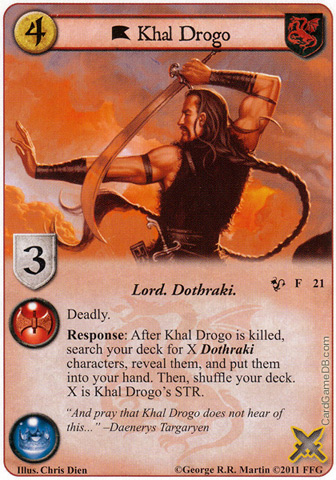 4
Khal Drogo
3
Lord. Dothraki.
F 21
Deadly.
Response: After Khal Drogo is killed,
search your deck for X Dothraki
characters, reveal them, and put them
into your hand. Then, shuffle your deck.
X is Khal Drogo's STR.
"And pray that Khal Drogo does not hear of
this..." –Daenerys Targaryen
Illus. Chris Dien
©George R.R. Martin ©2011 FFG
CardGameDB.com